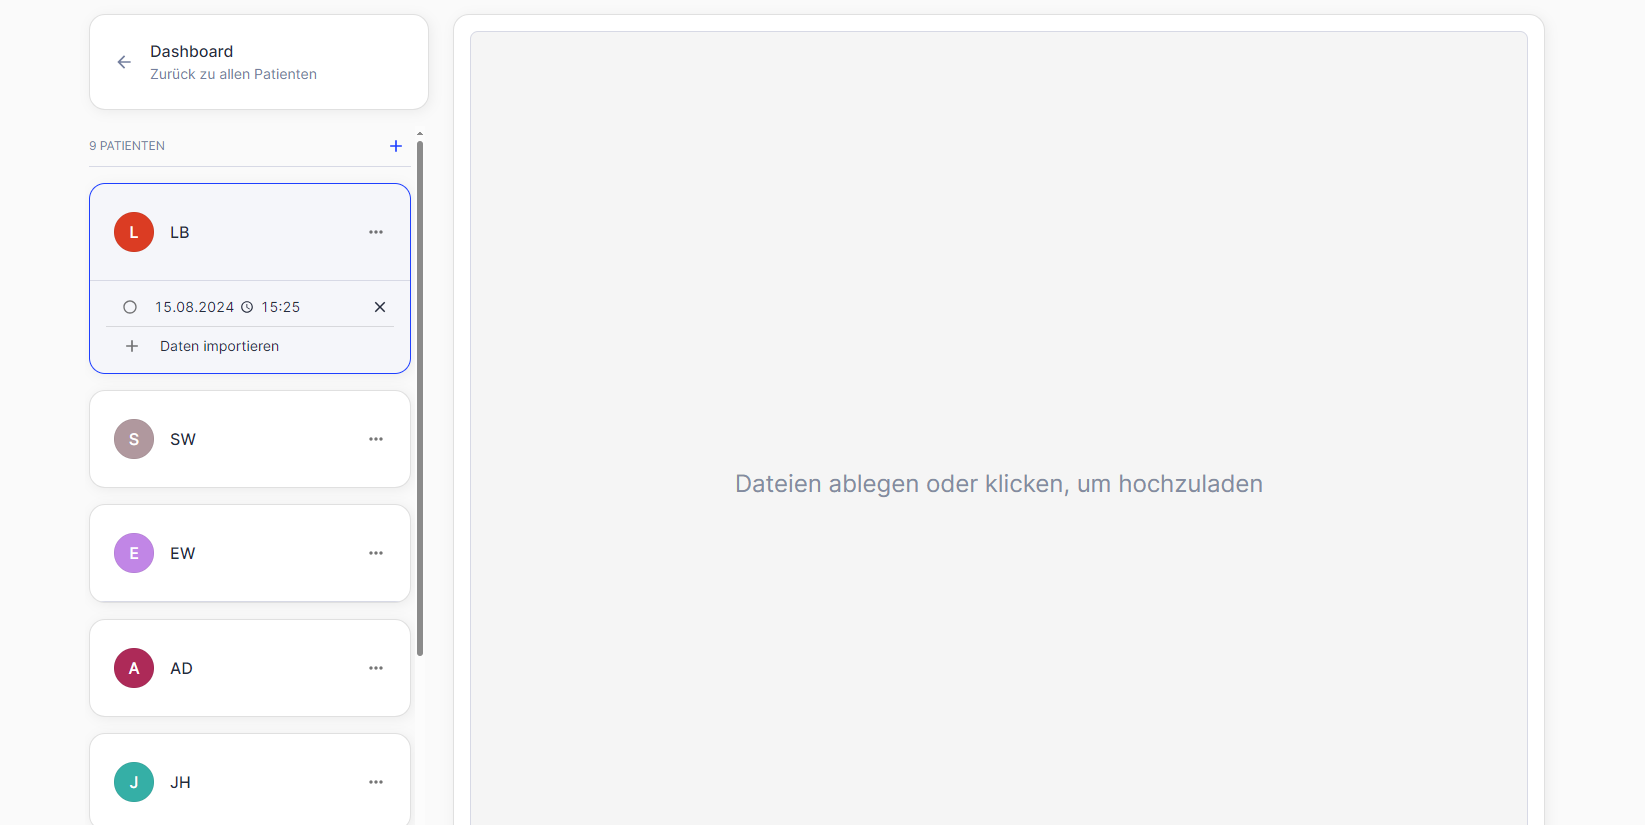 Dashboard
Zurück zu allen Patienten
9 PATIENTEN
L
LB
15.08.2024 15:25
Daten importieren
S
SW
E
EW
A
AD
J
JH
Dateien ablegen oder klicken, um hochzuladen